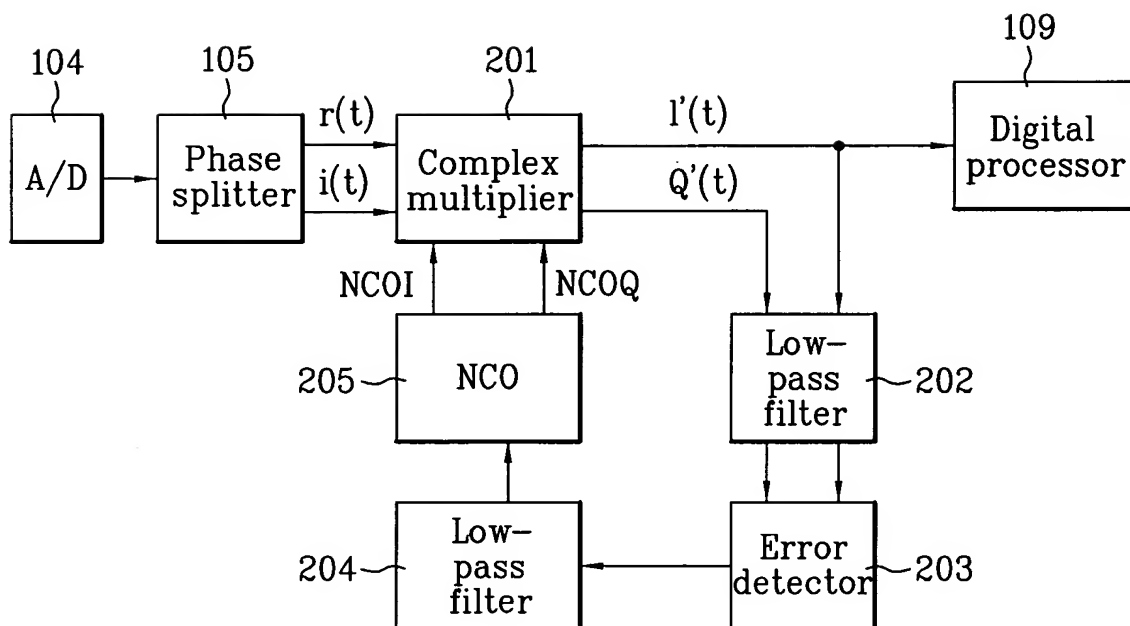 104
105
201
109
A/D
Phase
splitter
r(t)
i(t)
Complex
multiplier
I'(t)
Q'(t)
Digital
processor
NCOI
NCOQ
205
NCO
Low-
pass
filter
202
204
Low-
pass
filter
Error
detector
203